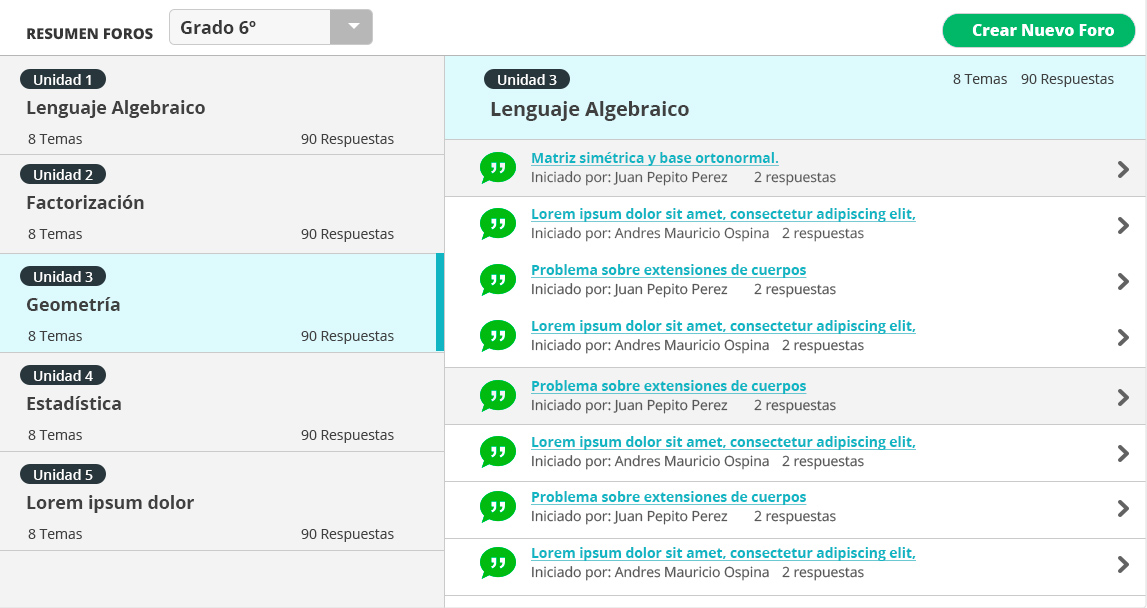 RESUMEN FOROS
Grado 6º
Crear Nuevo Foro
Unidad 1
Lenguaje Algebraico
8 Temas 90 Respuestas
Unidad 2
Factorización
8 Temas 90 Respuestas
Unidad 3
Geometría
8 Temas 90 Respuestas
Unidad 4
Estadística
8 Temas 90 Respuestas
Unidad 5
Lorem ipsum dolor
8 Temas 90 Respuestas
Unidad 3 8 Temas 90 Respuestas
Lenguaje Algebraico
Matriz simétrica y base ortonormal.
Iniciado por: Juan Pepito Perez 2 respuestas
Lorem ipsum dolor sit amet, consectetur adipiscing elit,
Iniciado por: Andres Mauricio Ospina 2 respuestas
Problema sobre extensiones de cuerpos
Iniciado por: Juan Pepito Perez 2 respuestas
Lorem ipsum dolor sit amet, consectetur adipiscing elit,
Iniciado por: Andres Mauricio Ospina 2 respuestas
Problema sobre extensiones de cuerpos
Iniciado por: Juan Pepito Perez 2 respuestas
Lorem ipsum dolor sit amet, consectetur adipiscing elit,
Iniciado por: Andres Mauricio Ospina 2 respuestas
Problema sobre extensiones de cuerpos
Iniciado por: Juan Pepito Perez 2 respuestas
Lorem ipsum dolor sit amet, consectetur adipiscing elit,
Iniciado por: Andres Mauricio Ospina 2 respuestas